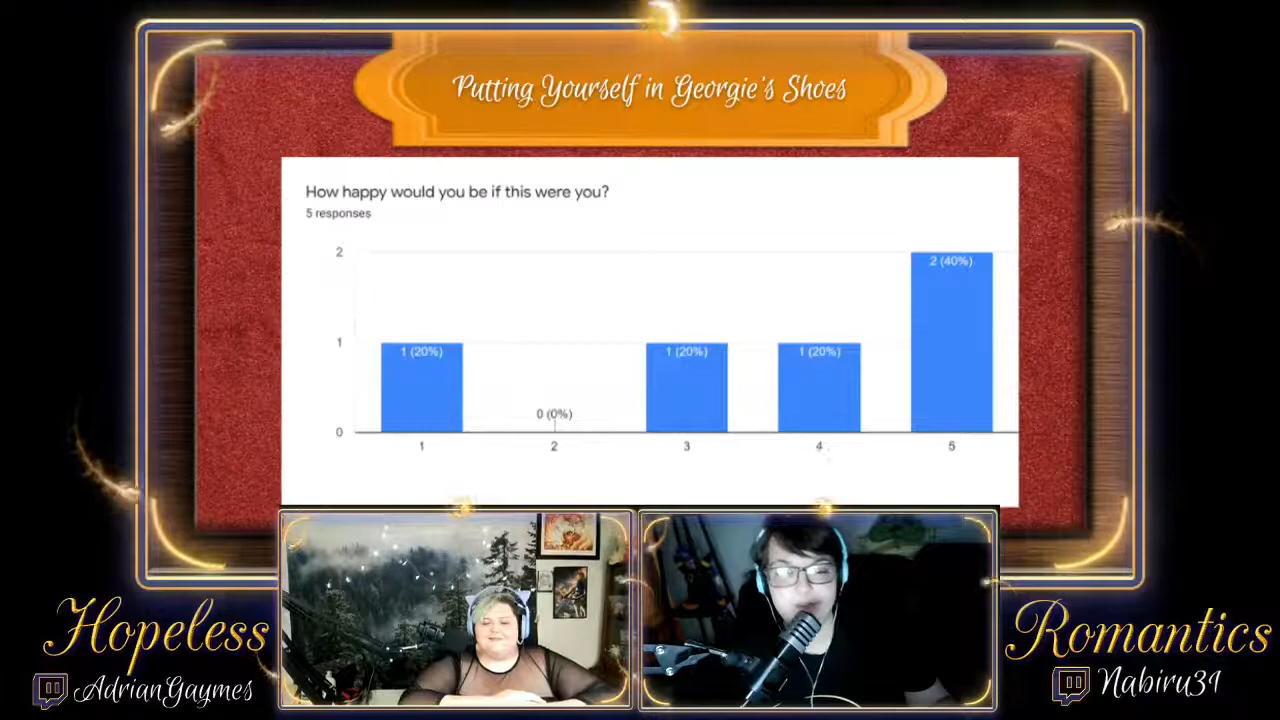 Putting Yourself in Georgie's Shoes
How happy would you be if this were you?
5 responses
2
2 (40%)
1
1 (20%)
1 (20%)
1 (20%)
0 (0%)
0
1
2
3
4
5
Hopeless
AdrianGaymes
Romantics
Nabiru31